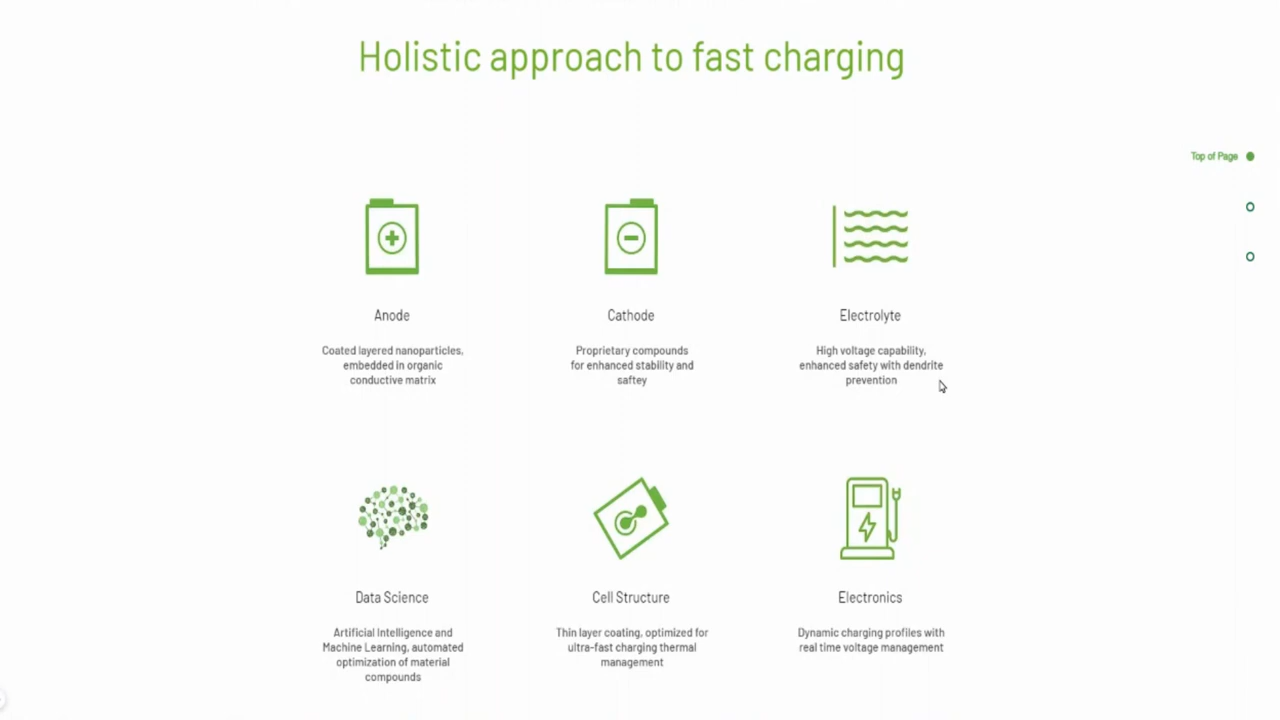 Holistic approach to fast charging
Top of Page
Anode
Coated layered nanoparticles,
embedded in organic
conductive matrix
Cathode
Proprietary compounds
for enhanced stability and
saftey
Electrolyte
High voltage capability,
enhanced safety with dendrite
prevention
Data Science
Artificial Intelligence and
Machine Learning, automated
optimization of material
compounds
Cell Structure
Thin layer coating, optimized for
ultra-fast charging thermal
management
Electronics
Dynamic charging profiles with
real time voltage management